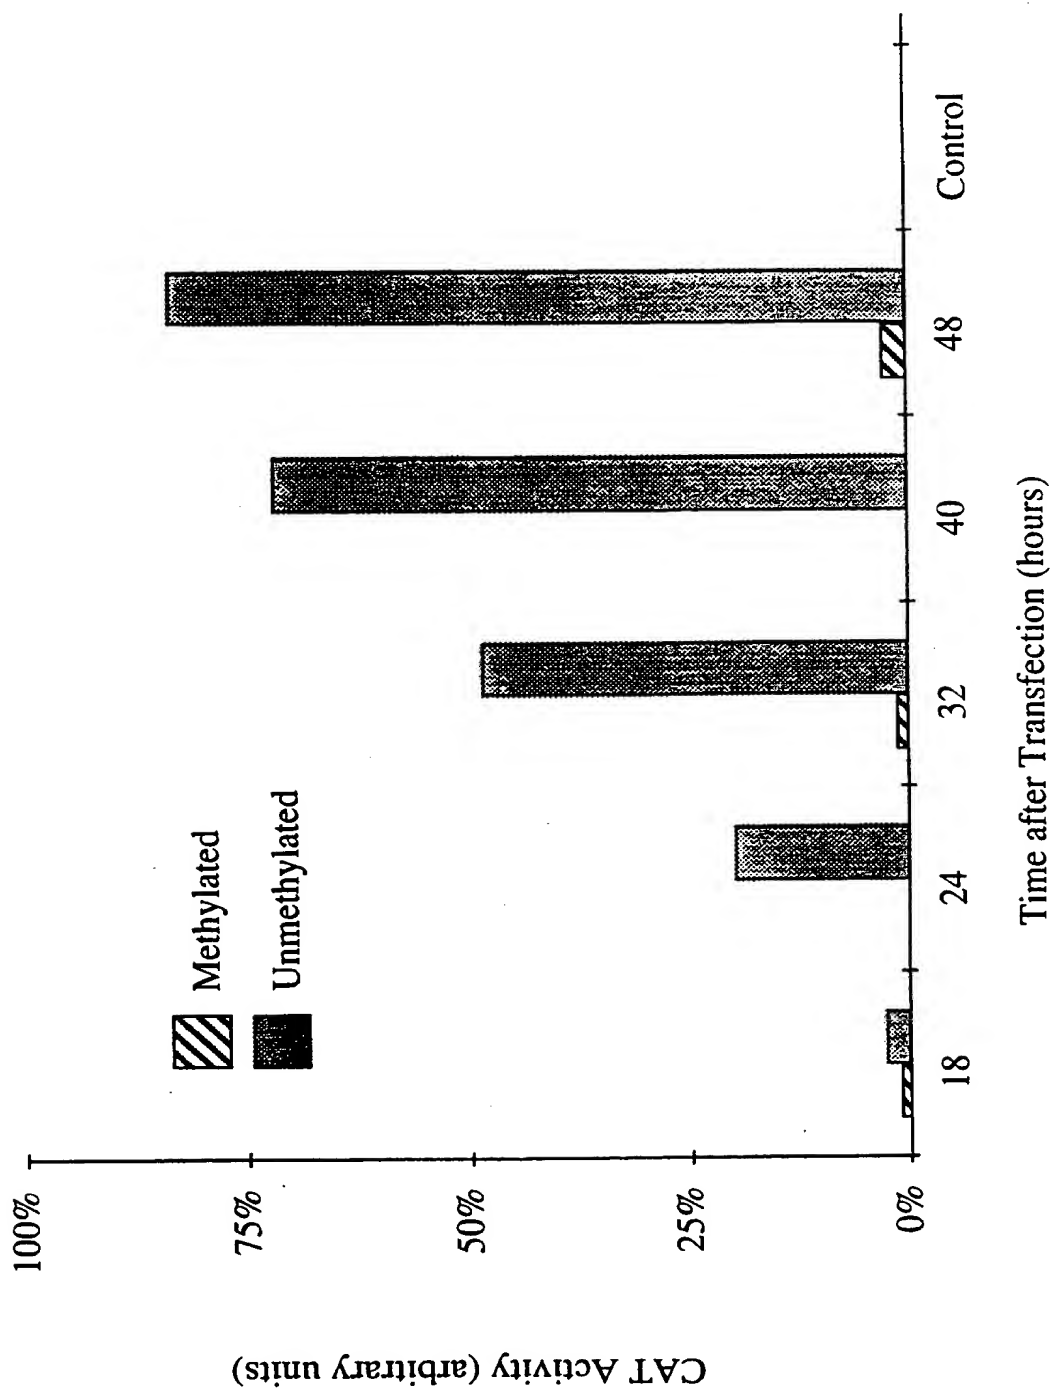 CAT Activity (arbitrary units)
100%
75%
50%
25%
0%
Methylated
Unmethylated
18
24
32
40
48
Control
Time after Transfection (hours)